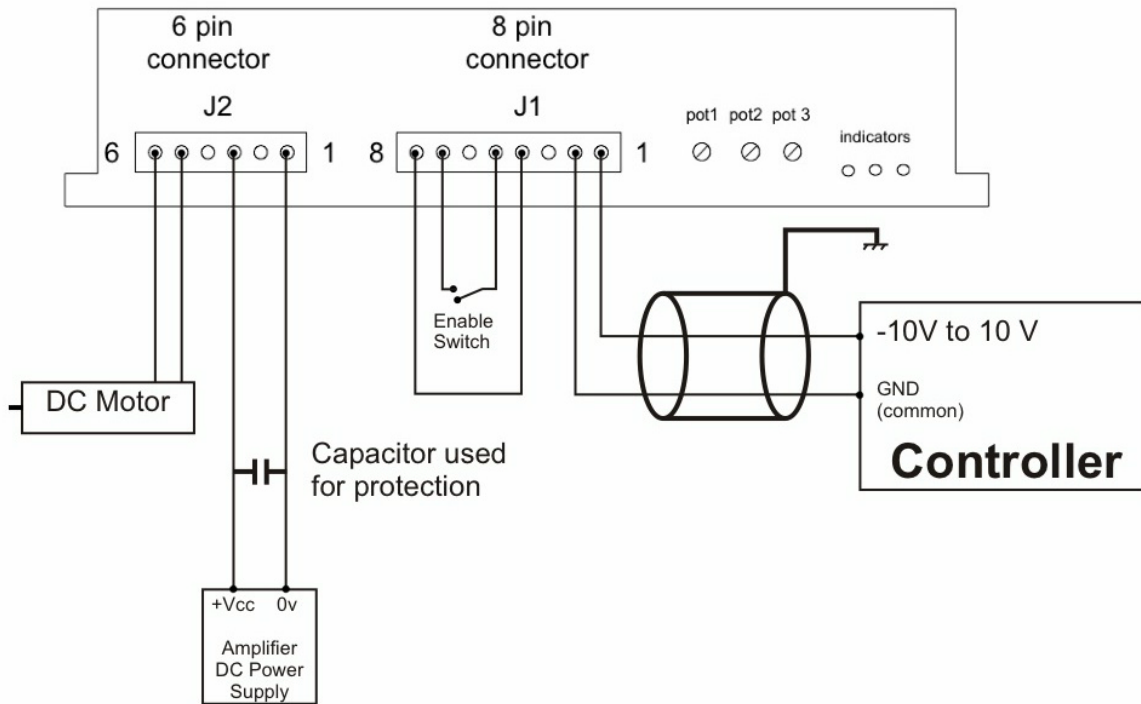 6 pin
connector
8 pin
connector
J2
J1
pot1 pot2 pot 3
indicators
6
1
8
1
Enable
Switch
-10V to 10 V
GND
(common)
Controller
DC Motor
Capacitor used
for protection
+Vcc 0v
Amplifier
DC Power
Supply